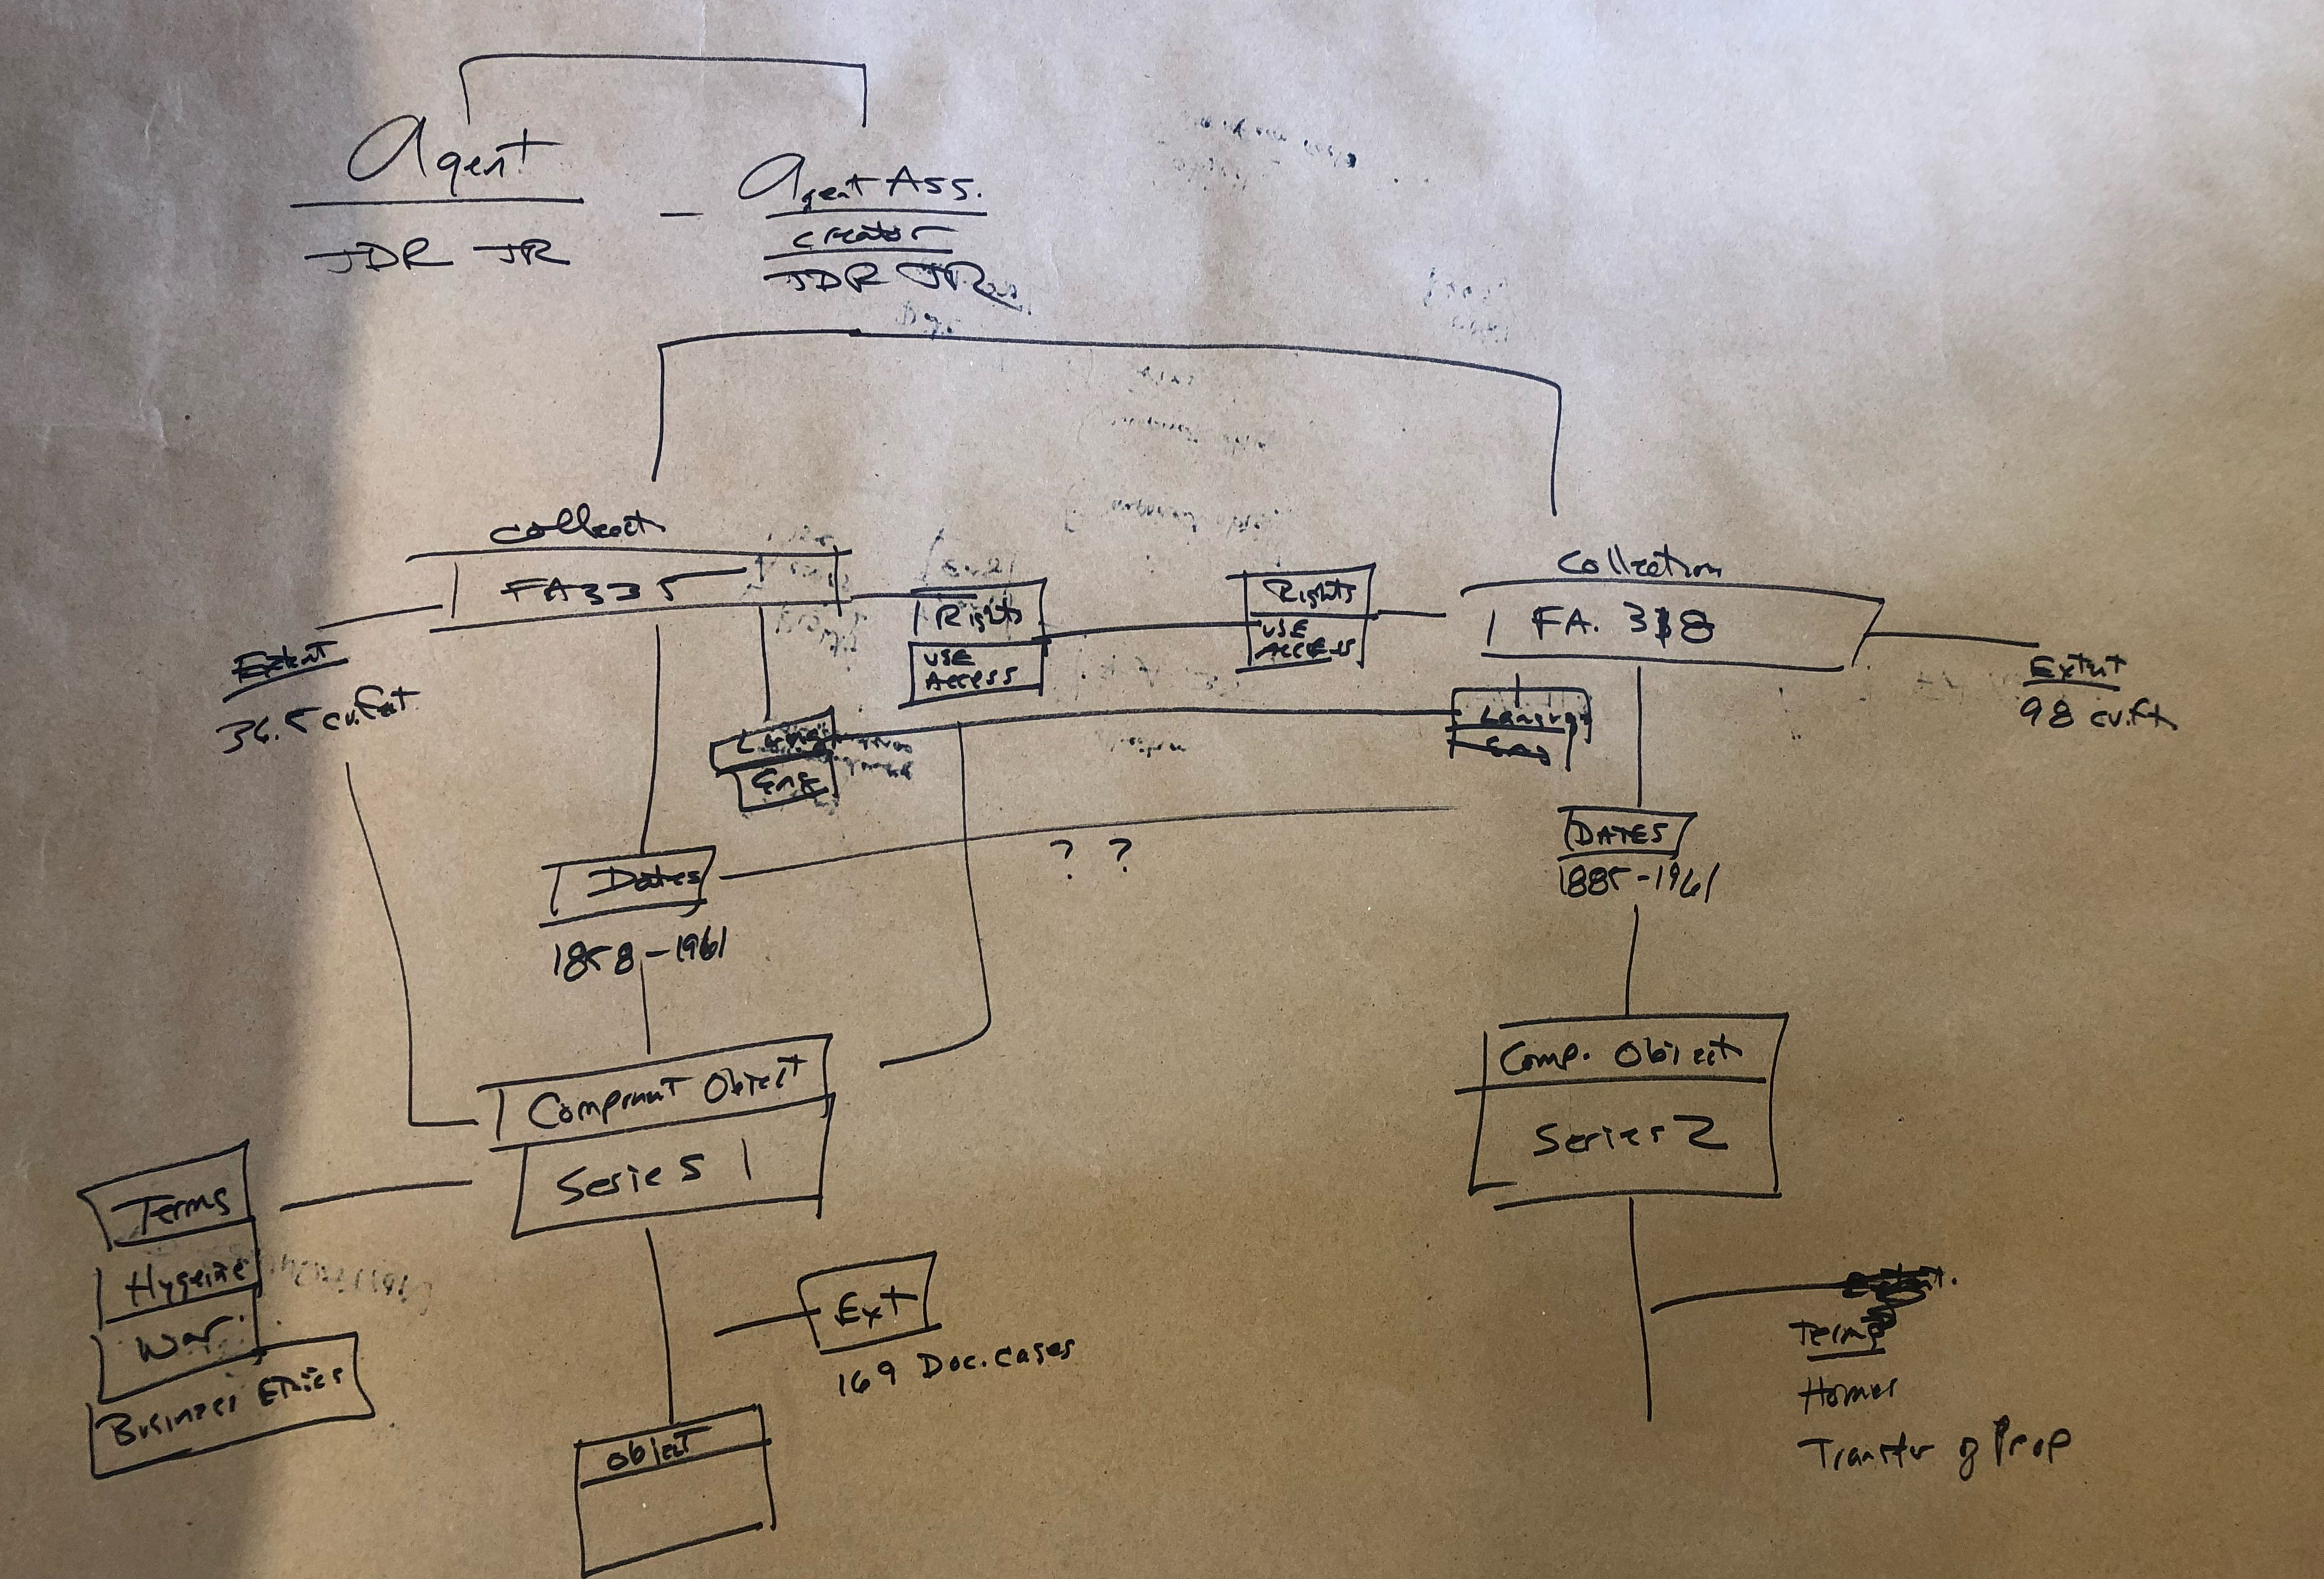 Agent
JDR JR
-
Agent Ass.
creator
JDR JR
collect
FA335
Extent
36.5 cu.feet
Rights
USE
Access
Rights
USE
ACCESS
Collection
FA. 318
Extent
98 cu.ft
Lang
Eng
Language
Eng
Dates
1858-1961
? ?
DATES
1885-1961
Component Object
Series 1
Comp. Object
Series 2
Terms
Hygeine
War
Business Ethics
Ext
169 Doc.cases
object
Terms
Homes
Transfer of Prop